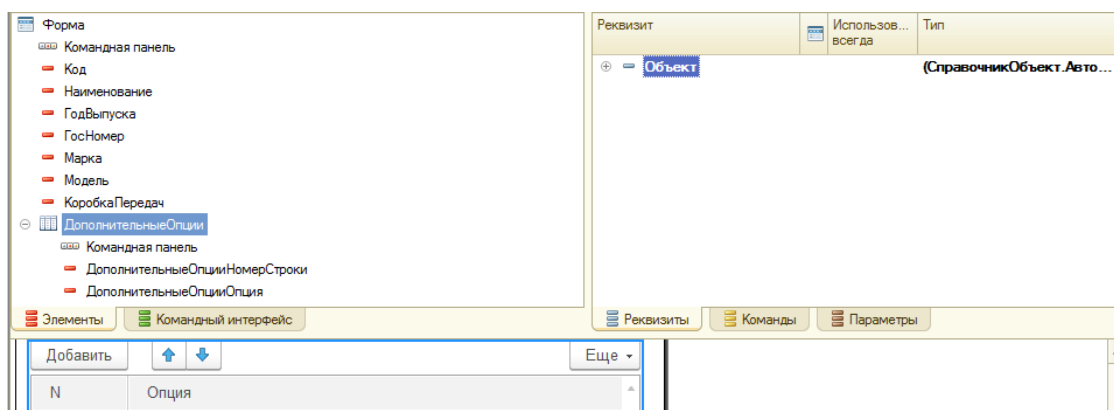 Форма
Командная панель
Код
Наименование
ГодВыпуска
ГосНомер
Марка
Модель
КоробкаПередач
ДополнительныеОпции
Командная панель
ДополнительныеОпцииНомерСтроки
ДополнительныеОпцииОпция
Элементы Командный интерфейс
Реквизит Использов... Тип
всегда
Объект (СправочникОбъект.Авто...
Реквизиты Команды Параметры
Добавить Еще
N Опция